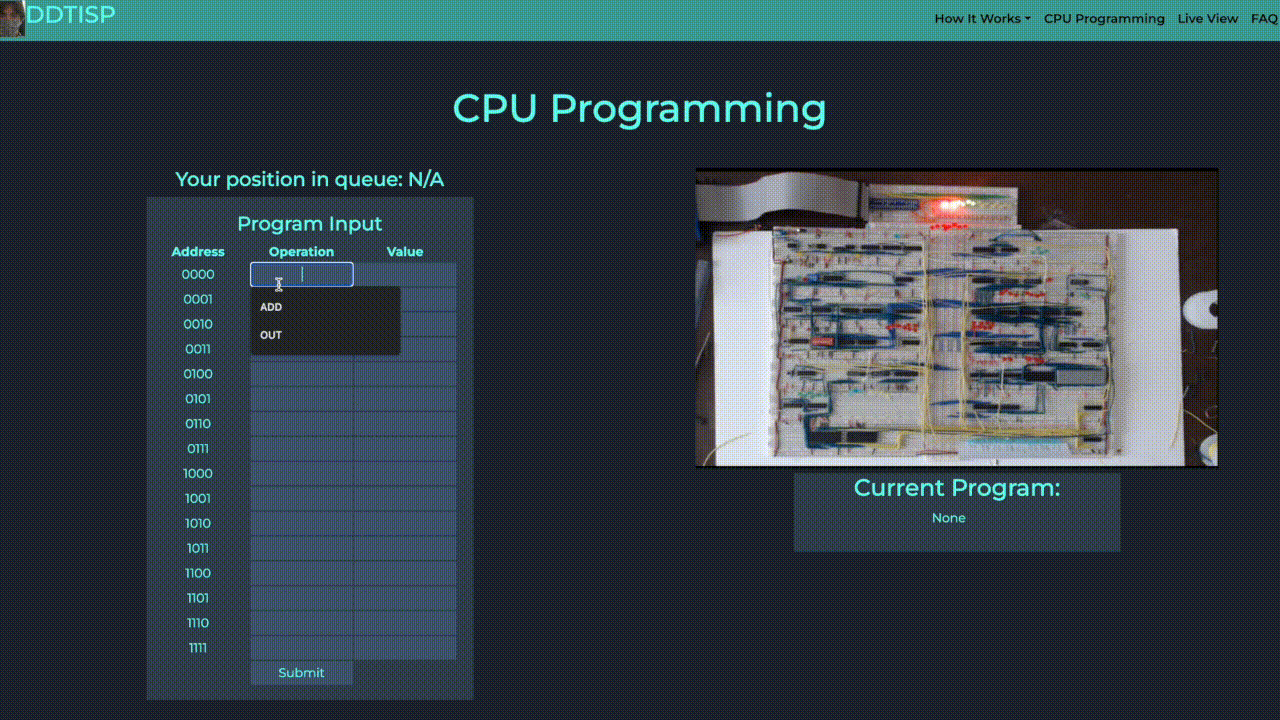 DDTISP
How It Works CPU Programming Live View FAQ
CPU Programming
Your position in queue: N/A
Program Input
Address Operation Value
0000
0001
0010
0011
0100
0101
0110
0111
1000
1001
1010
1011
1100
1101
1110
1111
ADD
OUT
Submit
Current Program:
None